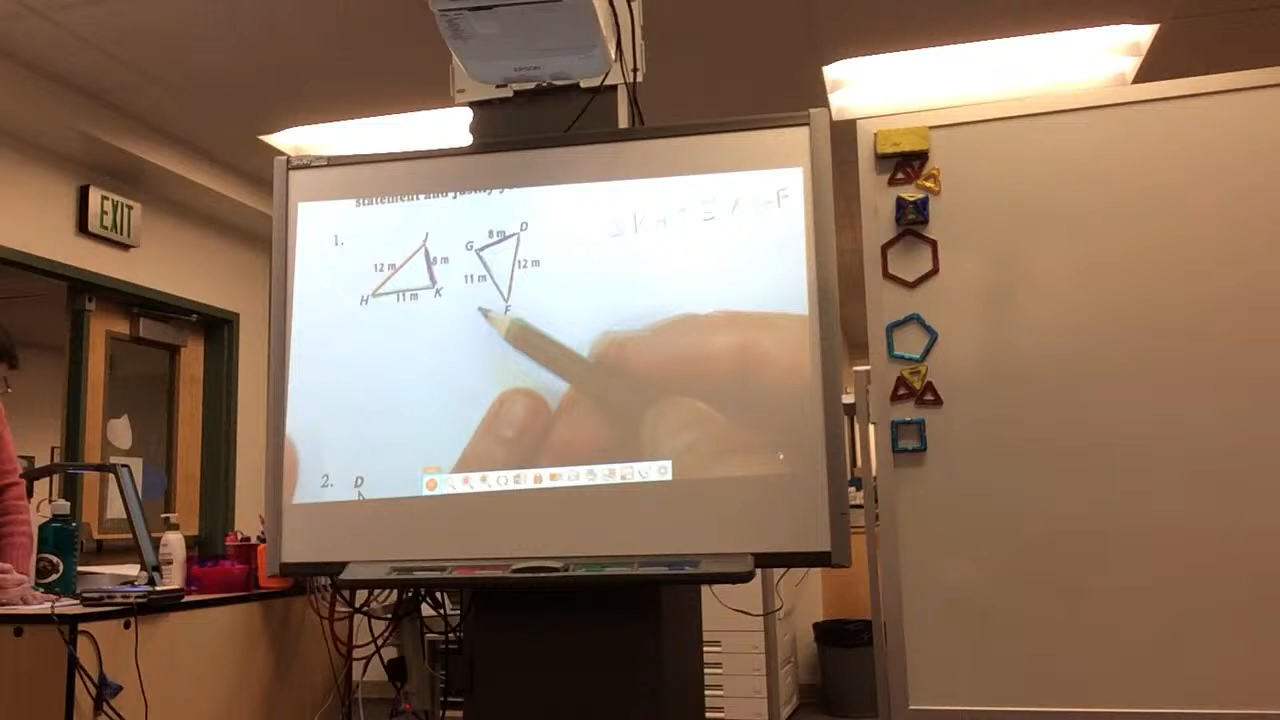 EPSON
EXIT
statement and justify
1.
J
12 m
8 m
H
11 m
K
G
8 m
D
12 m
11 m
F
2.
D